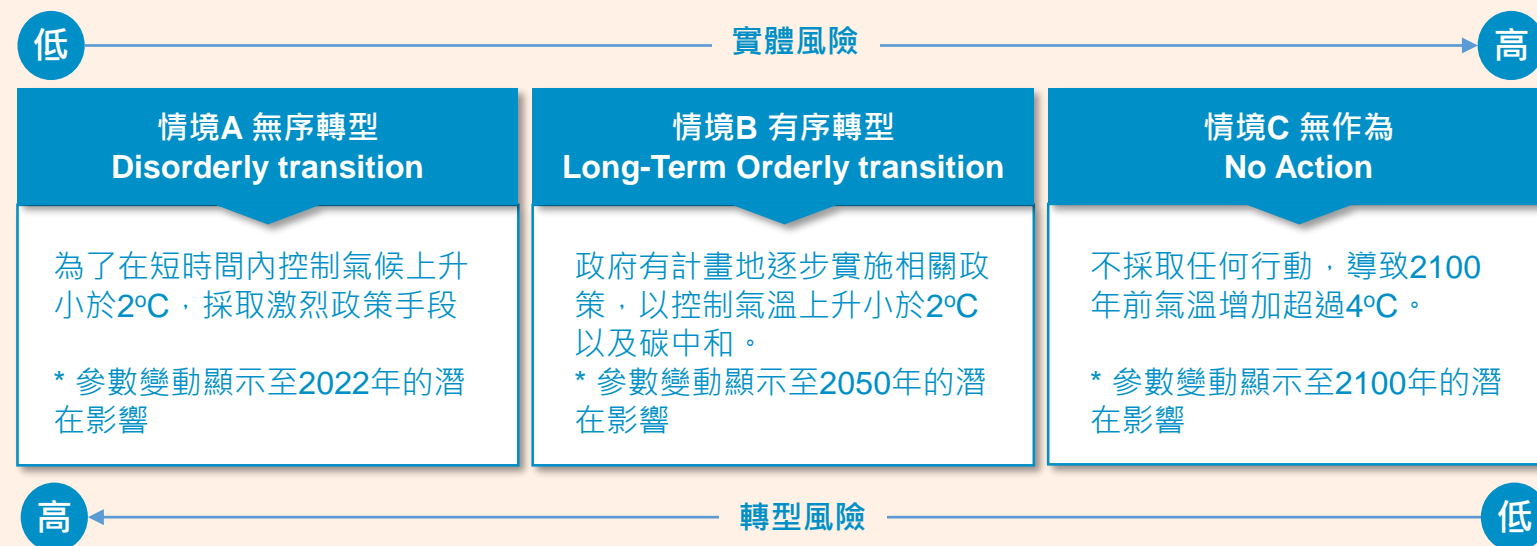 低 實體風險 高
情境A 無序轉型
Disorderly transition
為了在短時間內控制氣候上升
小於2ºC，採取激烈政策手段
* 參數變動顯示至2022年的潛
在影響
情境B 有序轉型
Long-Term Orderly transition
政府有計畫地逐步實施相關政
策，以控制氣溫上升小於2ºC
以及碳中和。
* 參數變動顯示至2050年的潛
在影響
情境C 無作為
No Action
不採取任何行動，導致2100
年前氣溫增加超過4ºC。
* 參數變動顯示至2100年的潛
在影響
高 轉型風險 低